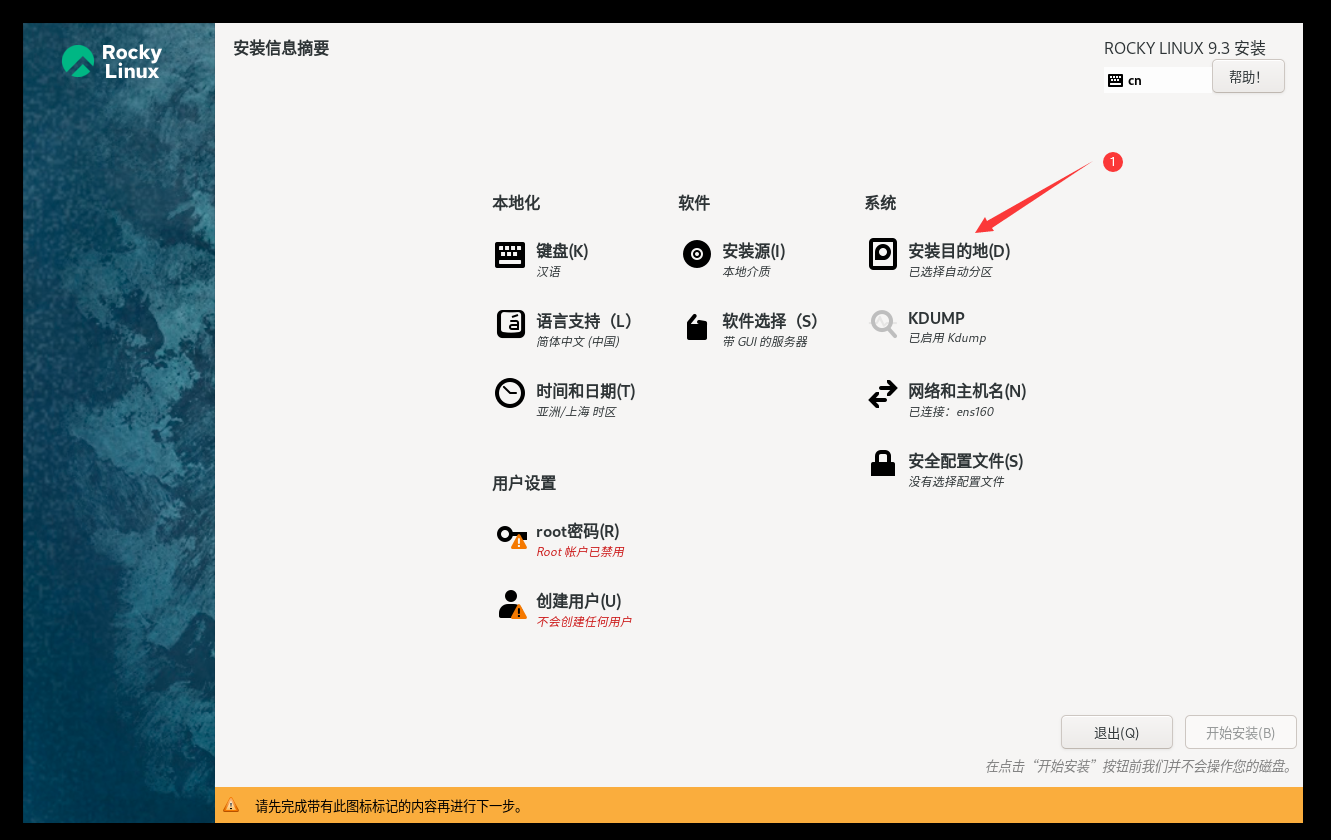 Rocky
Linux
安装信息摘要
ROCKY LINUX 9.3 安装
cn
帮助!
1
本地化
键盘(K)
汉语
语言支持（L）
简体中文 (中国)
时间和日期(T)
亚洲/上海 时区
软件
安装源(I)
本地介质
软件选择（S）
带 GUI 的服务器
系统
安装目的地(D)
已选择自动分区
KDUMP
已启用 Kdump
网络和主机名(N)
已连接：ens160
安全配置文件(S)
没有选择配置文件
用户设置
root密码(R)
Root 帐户已禁用
创建用户(U)
不会创建任何用户
退出(Q)
开始安装(B)
在点击“开始安装”按钮前我们并不会操作您的磁盘。
请先完成带有此图标标记的内容再进行下一步。